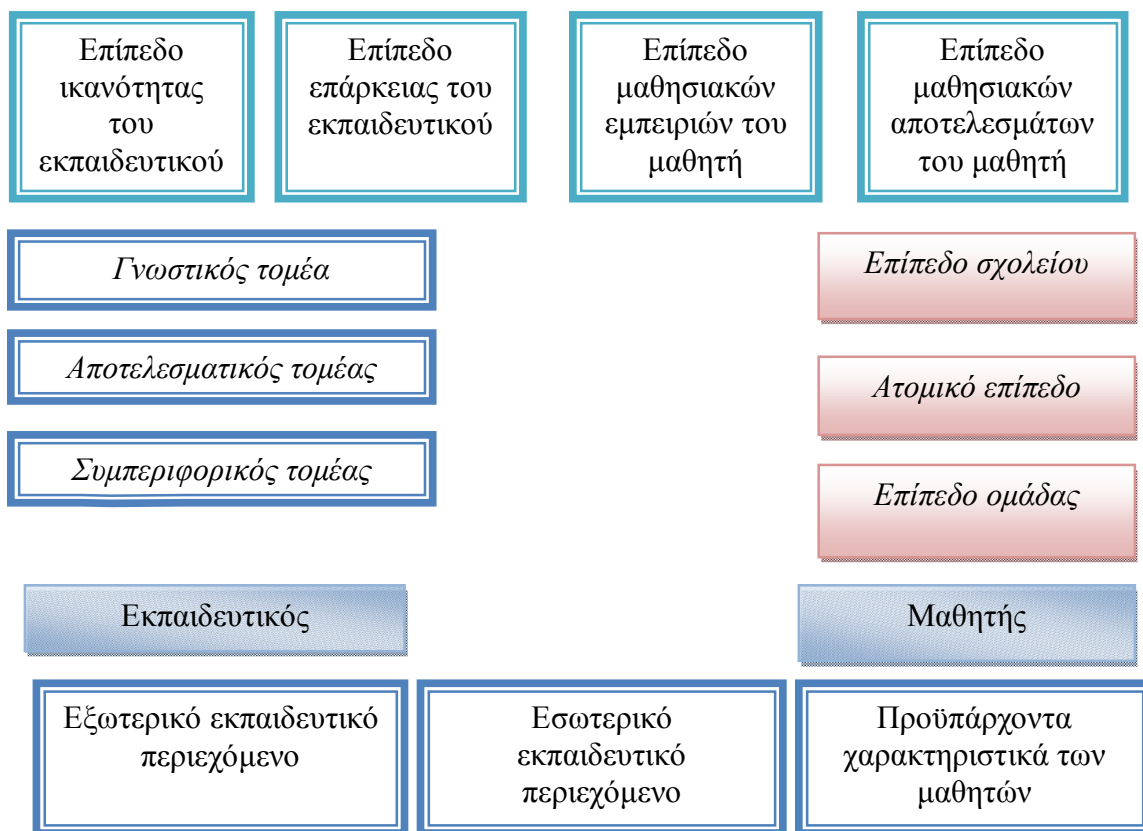 Επίπεδο
ικανότητας
του
εκπαιδευτικού
Επίπεδο
επάρκειας του
εκπαιδευτικού
Επίπεδο
μαθησιακών
εμπειριών του
μαθητή
Επίπεδο
μαθησιακών
αποτελεσμάτων
του μαθητή
Γνωστικός τομέα
Επίπεδο σχολείου
Αποτελεσματικός τομέας
Ατομικό επίπεδο
Συμπεριφορικός τομέας
Επίπεδο ομάδας
Εκπαιδευτικός
Μαθητής
Εξωτερικό εκπαιδευτικό
περιεχόμενο
Εσωτερικό
εκπαιδευτικό
περιεχόμενο
Προϋπάρχοντα
χαρακτηριστικά των
μαθητών